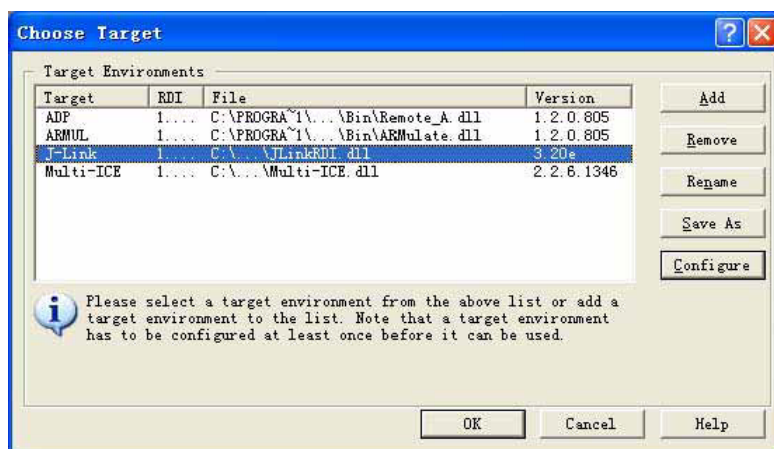 Choose Target
Target Environments
Target RDI File Version
ADP 1.... C:\PROGRA~1\...\Bin\Remote_A.dll 1.2.0.805
ARMUL 1.... C:\PROGRA~1\...\Bin\ARMulate.dll 1.2.0.805
J-Link 1.... C:\...\JLinkRDI.dll 3.20e
Multi-ICE 1.... C:\...\Multi-ICE.dll 2.2.6.1346
Add
Remove
Rename
Save As
Configure
Please select a target environment from the above list or add a
target environment to the list. Note that a target environment
has to be configured at least once before it can be used.
OK Cancel Help